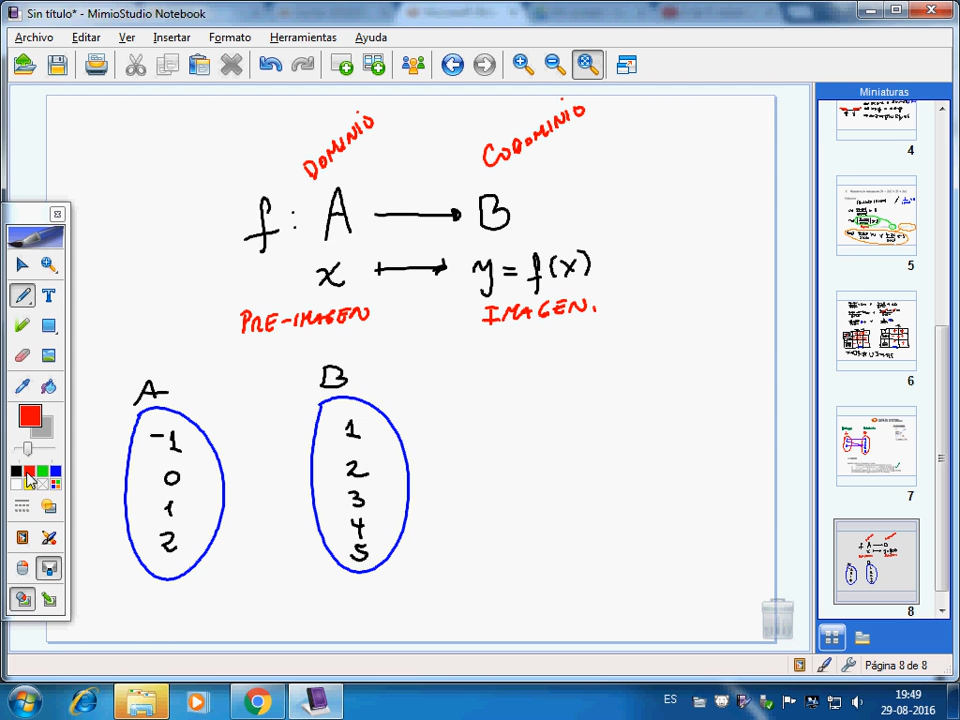 Sin título* - MimioStudio Notebook
Archivo Editar Ver Insertar Formato Herramientas Ayuda
Miniaturas
DOMINIO CODOMINIO
f : A → B
x ↦ y = f(x)
PRE-IMAGEN IMAGEN.
A B
-1
0
1
2
1
2
3
4
5
4
5
6
7
8
Página 8 de 8
ES
19:49
29-08-2016